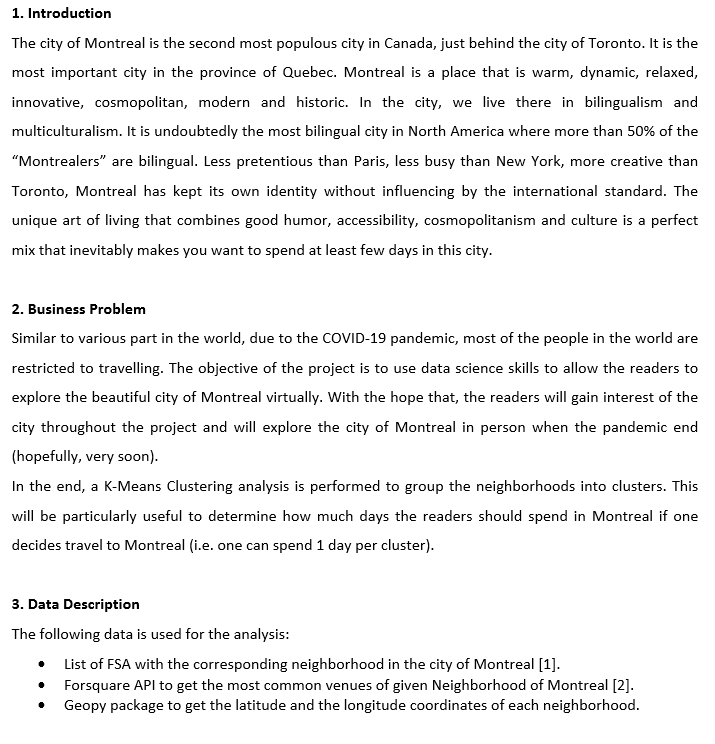 1. Introduction
The city of Montreal is the second most populous city in Canada, just behind the city of Toronto. It is the
most important city in the province of Quebec. Montreal is a place that is warm, dynamic, relaxed,
innovative, cosmopolitan, modern and historic. In the city, we live there in bilingualism and
multiculturalism. It is undoubtedly the most bilingual city in North America where more than 50% of the
“Montrealers” are bilingual. Less pretentious than Paris, less busy than New York, more creative than
Toronto, Montreal has kept its own identity without influencing by the international standard. The
unique art of living that combines good humor, accessibility, cosmopolitanism and culture is a perfect
mix that inevitably makes you want to spend at least few days in this city.
2. Business Problem
Similar to various part in the world, due to the COVID-19 pandemic, most of the people in the world are
restricted to travelling. The objective of the project is to use data science skills to allow the readers to
explore the beautiful city of Montreal virtually. With the hope that, the readers will gain interest of the
city throughout the project and will explore the city of Montreal in person when the pandemic end
(hopefully, very soon).
In the end, a K-Means Clustering analysis is performed to group the neighborhoods into clusters. This
will be particularly useful to determine how much days the readers should spend in Montreal if one
decides travel to Montreal (i.e. one can spend 1 day per cluster).
3. Data Description
The following data is used for the analysis:
• List of FSA with the corresponding neighborhood in the city of Montreal [1].
• Forsquare API to get the most common venues of given Neighborhood of Montreal [2].
• Geopy package to get the latitude and the longitude coordinates of each neighborhood.